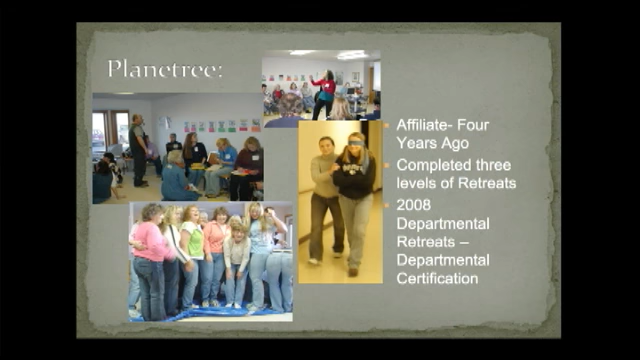 Planetree:
Affiliate- Four
Years Ago
Completed three
levels of Retreats
2008
Departmental
Retreats –
Departmental
Certification